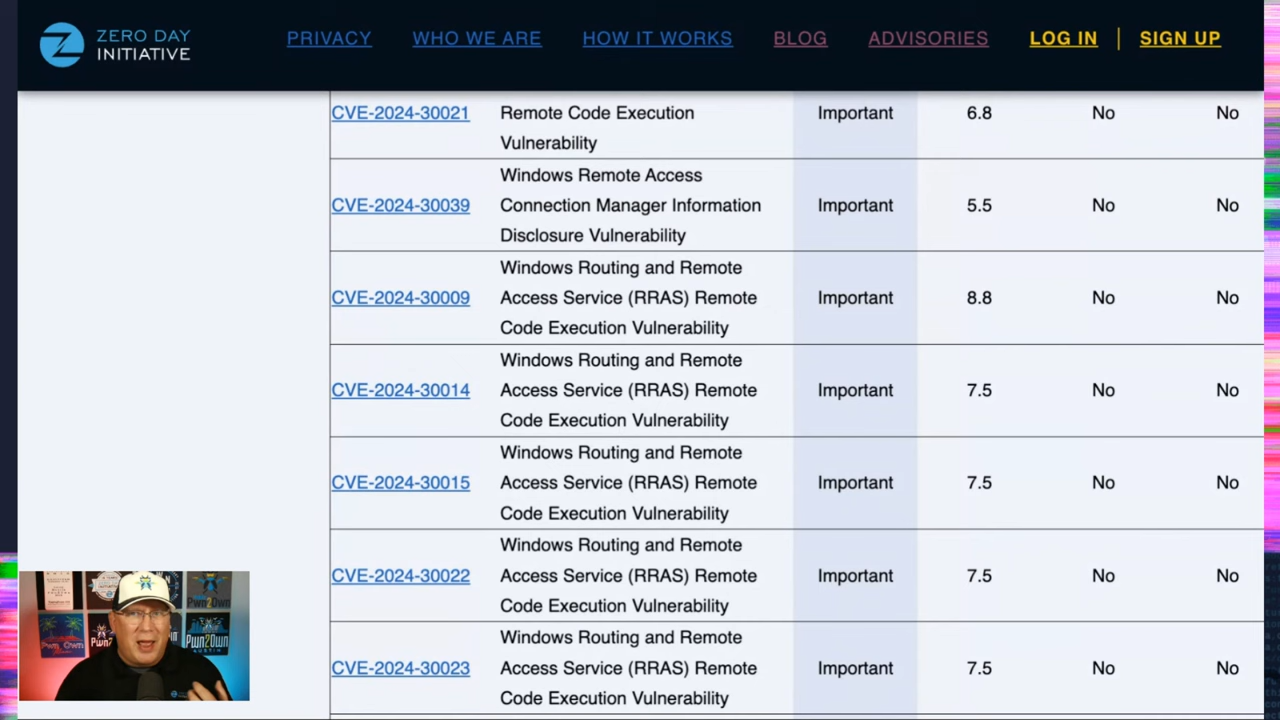 ZERO DAY
INITIATIVE
PRIVACY WHO WE ARE HOW IT WORKS BLOG ADVISORIES LOG IN | SIGN UP
CVE-2024-30021 Remote Code Execution Important 6.8 No No
Vulnerability
Windows Remote Access
CVE-2024-30039 Connection Manager Information Important 5.5 No No
Disclosure Vulnerability
Windows Routing and Remote
CVE-2024-30009 Access Service (RRAS) Remote Important 8.8 No No
Code Execution Vulnerability
Windows Routing and Remote
CVE-2024-30014 Access Service (RRAS) Remote Important 7.5 No No
Code Execution Vulnerability
Windows Routing and Remote
CVE-2024-30015 Access Service (RRAS) Remote Important 7.5 No No
Code Execution Vulnerability
Windows Routing and Remote
CVE-2024-30022 Access Service (RRAS) Remote Important 7.5 No No
Code Execution Vulnerability
Windows Routing and Remote
CVE-2024-30023 Access Service (RRAS) Remote Important 7.5 No No
Code Execution Vulnerability
Pwn2Own
Pwn2Own